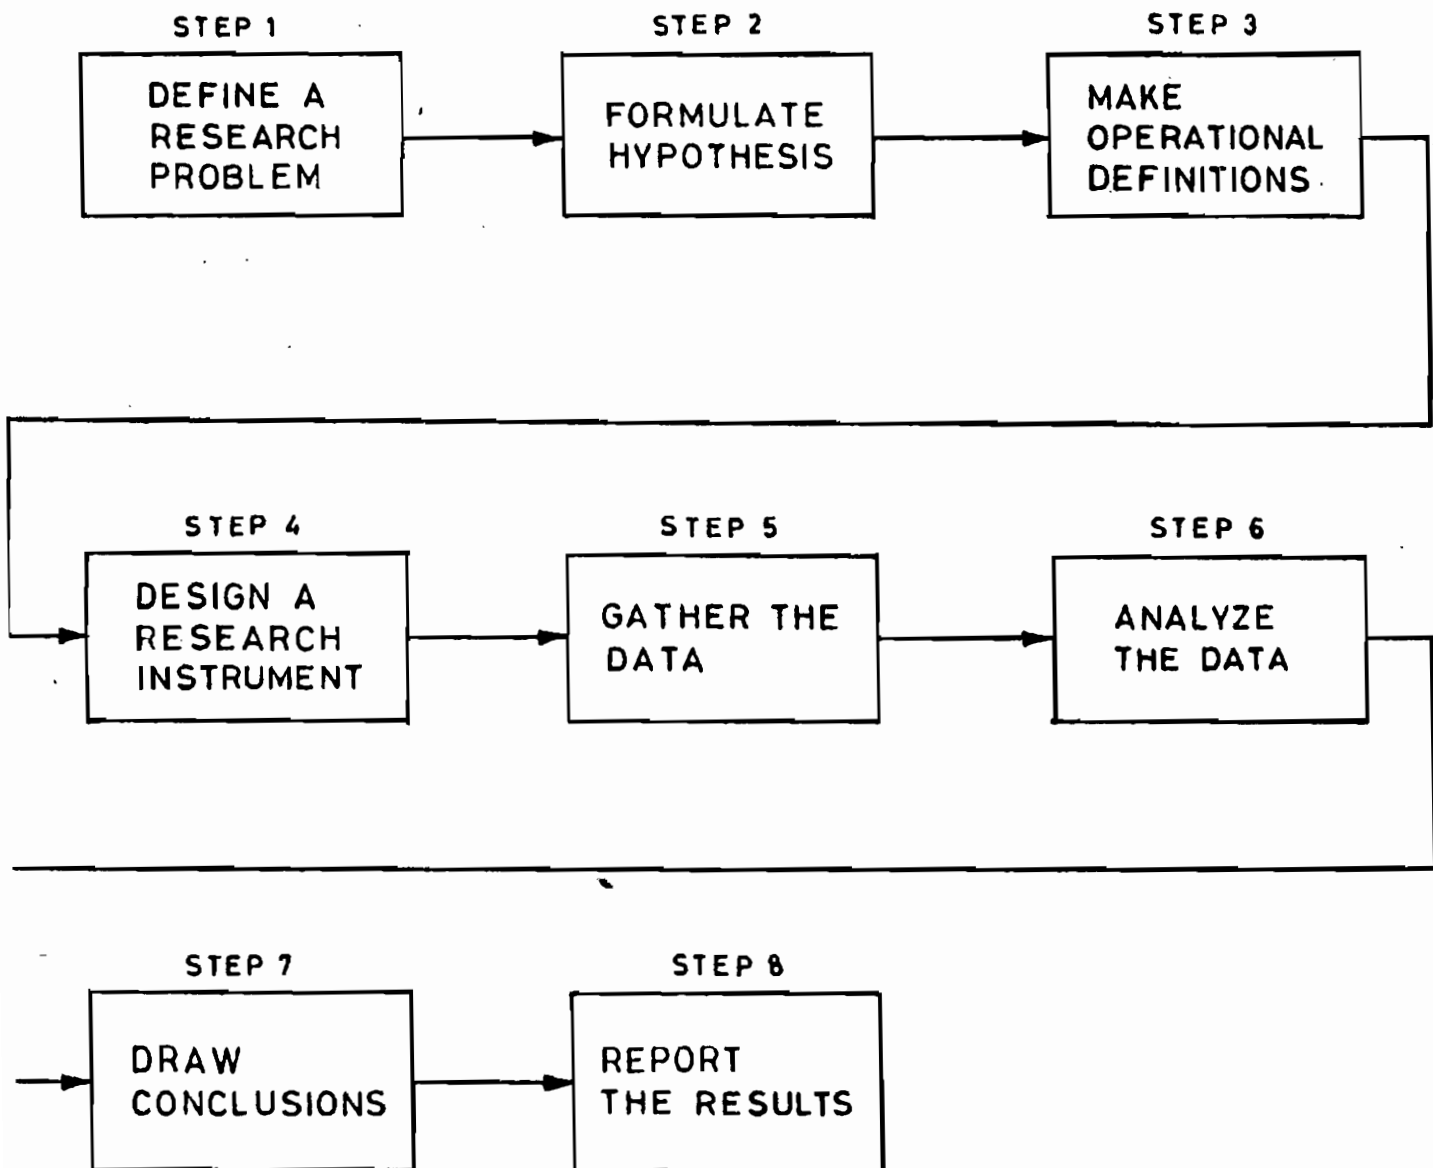 STEP 1
DEFINE A
RESEARCH
PROBLEM
STEP 2
FORMULATE
HYPOTHESIS
STEP 3
MAKE
OPERATIONAL
DEFINITIONS
STEP 4
DESIGN A
RESEARCH
INSTRUMENT
STEP 5
GATHER THE
DATA
STEP 6
ANALYZE
THE DATA
STEP 7
DRAW
CONCLUSIONS
STEP 8
REPORT
THE RESULTS